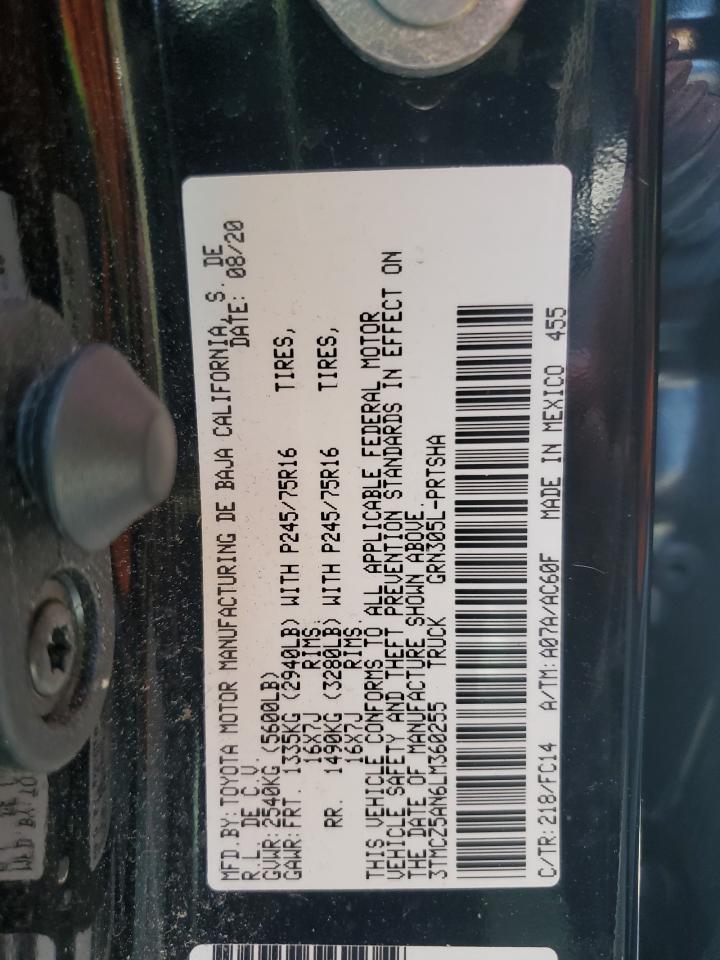 MFD.BY:TOYOTA MOTOR MANUFACTURING DE BAJA CALIFORNIA, S. DE
R.L. DE C.V. DATE: 08/20
GVWR:2540KG (5600LB)
GAWR:FRT. 1335KG (2940LB) WITH P245/75R16 TIRES,
16X7J RIMS.
RR. 1490KG (3280LB) WITH P245/75R16 TIRES,
16X7J RIMS.
THIS VEHICLE CONFORMS TO ALL APPLICABLE FEDERAL MOTOR
VEHICLE SAFETY AND THEFT PREVENTION STANDARDS IN EFFECT ON
THE DATE OF MANUFACTURE SHOWN ABOVE.
3TMCZ5AN6LM360255 TRUCK GRN305L-PRTSHA
C/TR:218/FC14 A/TM:A07A/AC60F MADE IN MEXICO 455